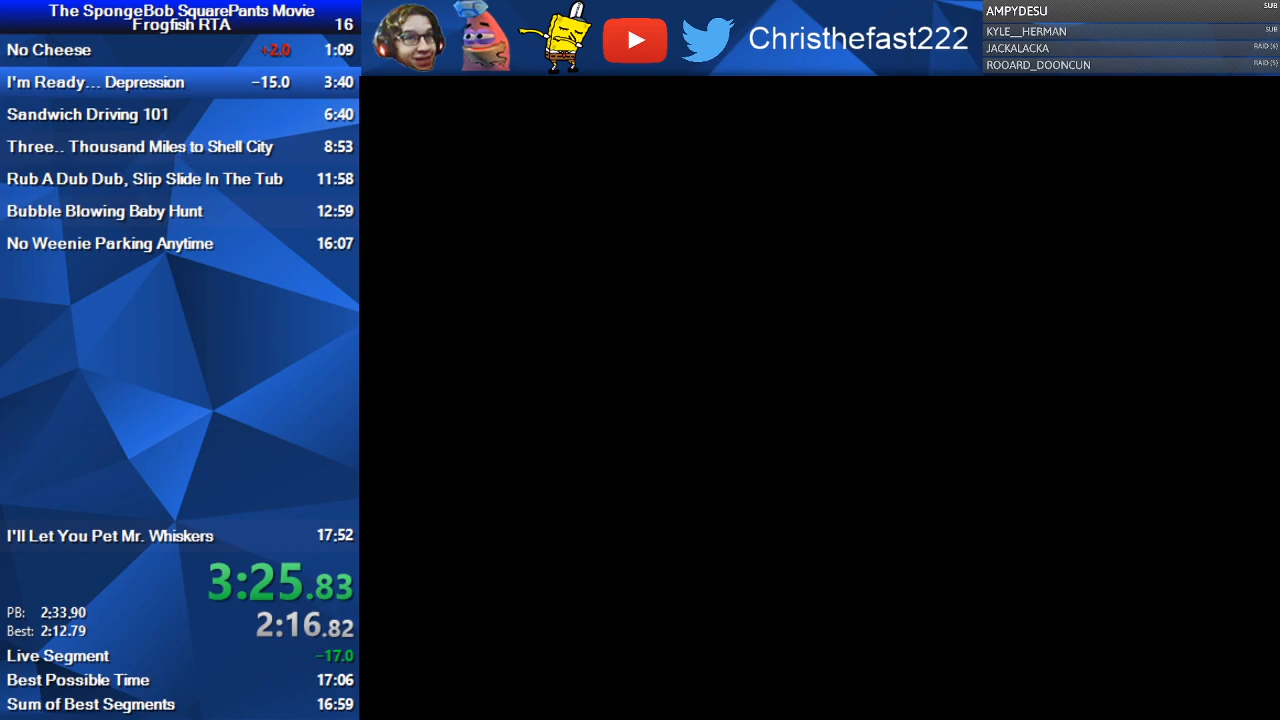 The SpongeBob SquarePants Movie
Frogfish RTA 16
No Cheese +2.0 1:09
I'm Ready... Depression −15.0 3:40
Sandwich Driving 101 6:40
Three.. Thousand Miles to Shell City 8:53
Rub A Dub Dub, Slip Slide In The Tub 11:58
Bubble Blowing Baby Hunt 12:59
No Weenie Parking Anytime 16:07
I'll Let You Pet Mr. Whiskers 17:52
3:25.83
PB: 2:33.90
2:16.82
Best: 2:12.79
Live Segment −17.0
Best Possible Time 17:06
Sum of Best Segments 16:59
Christhefast222
AMPYDESU SUB
KYLE__HERMAN SUB
JACKALACKA RAID (6)
ROOARD_DOONCUN RAID (5)